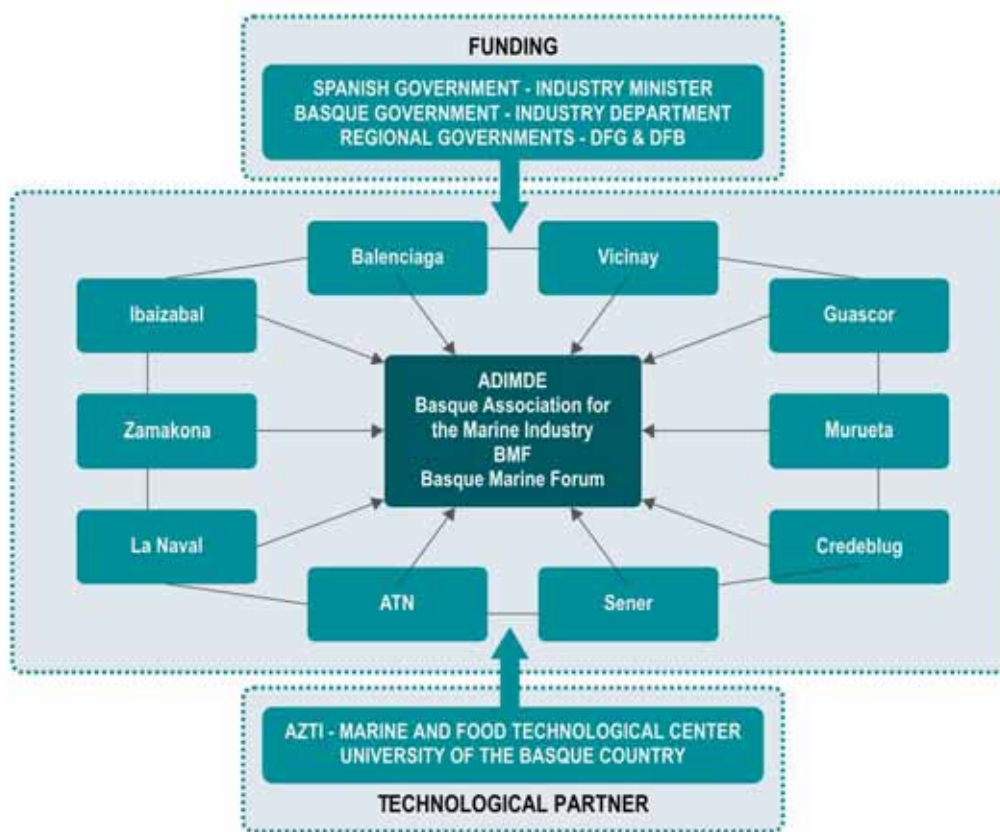 FUNDING
SPANISH GOVERNMENT - INDUSTRY MINISTER
BASQUE GOVERNMENT - INDUSTRY DEPARTMENT
REGIONAL GOVERNMENTS - DFG & DFB
Balenciaga
Vicinay
Ibaizabal
Guascor
ADIMDE
Basque Association for
the Marine Industry
BMF
Basque Marine Forum
Zamakona
Murueta
La Naval
Credeblug
ATN
Sener
AZTI - MARINE AND FOOD TECHNOLOGICAL CENTER
UNIVERSITY OF THE BASQUE COUNTRY
TECHNOLOGICAL PARTNER